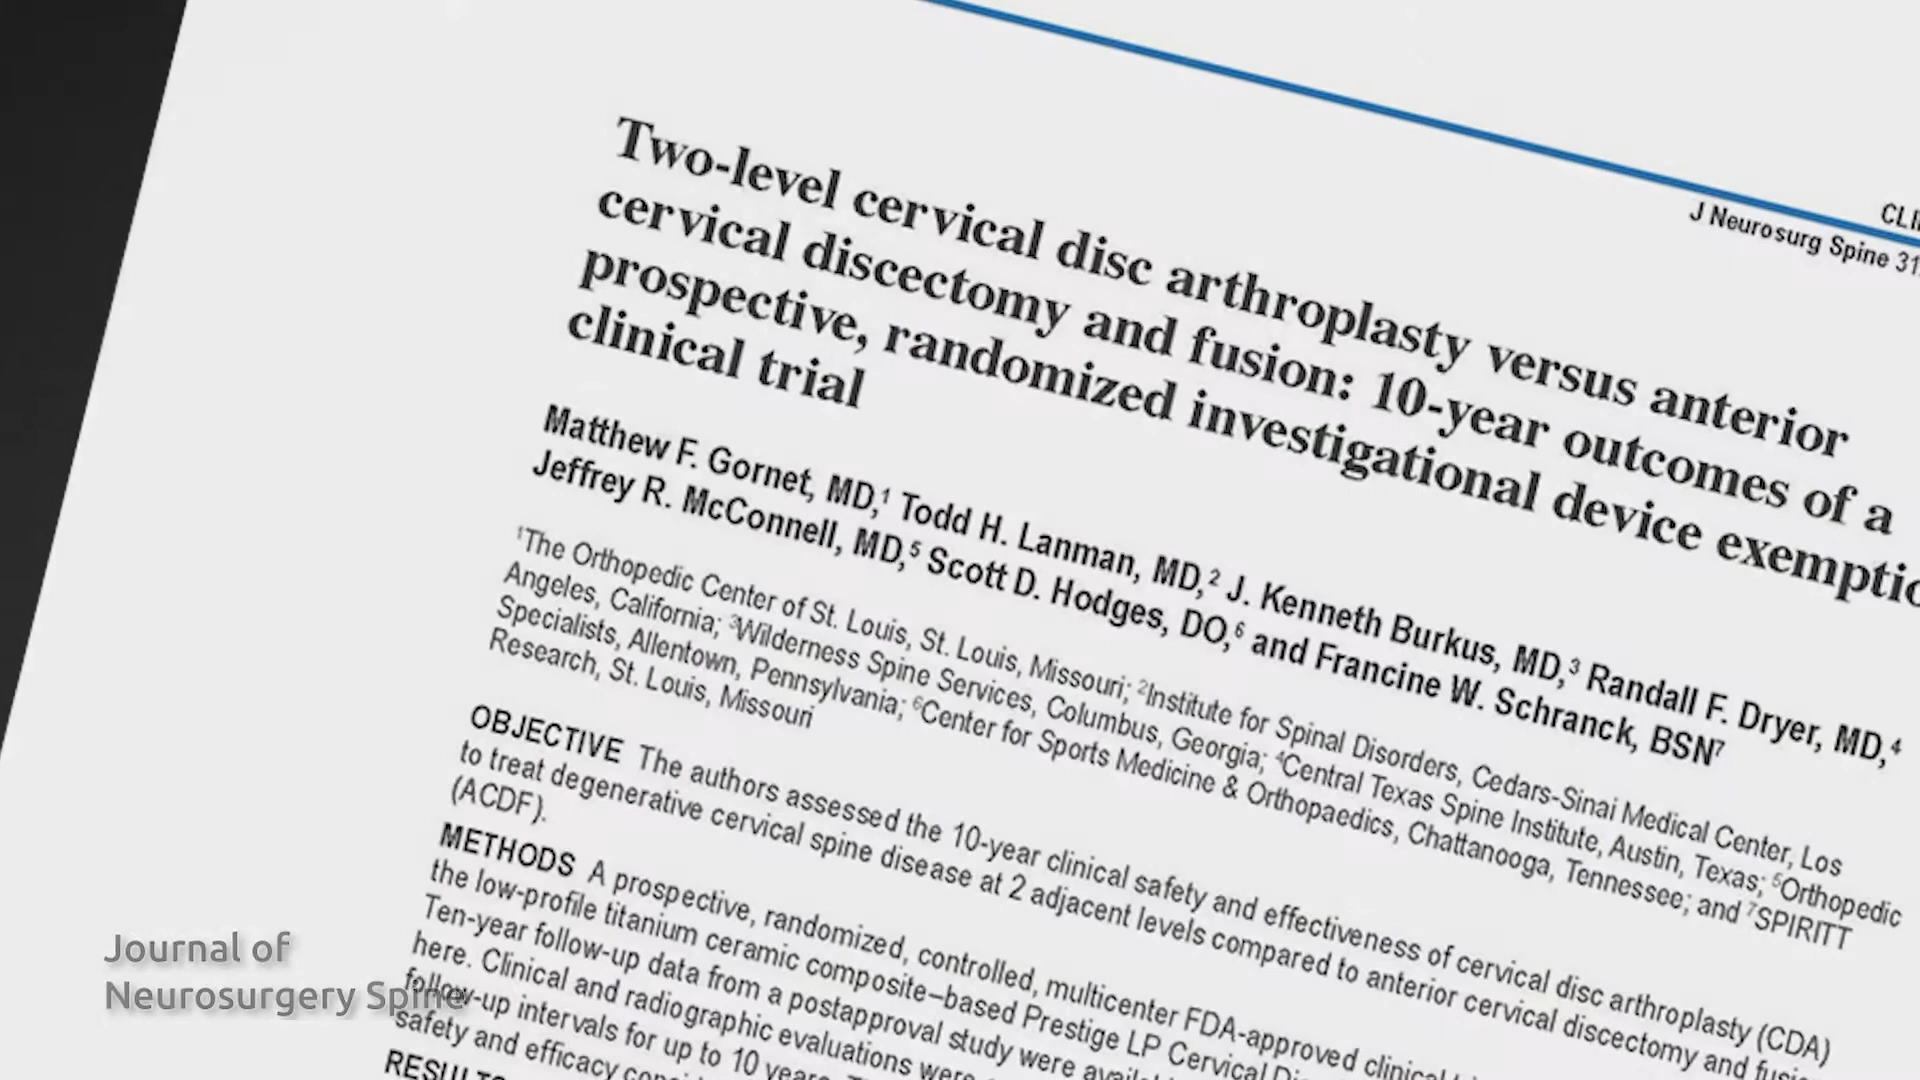 CLI
J Neurosurg Spine 31
Two-level cervical disc arthroplasty versus anterior
cervical discectomy and fusion: 10-year outcomes of a
prospective, randomized investigational device exemptio
clinical trial
Matthew F. Gornet, MD,¹ Todd H. Lanman, MD,² J. Kenneth Burkus, MD,³ Randall F. Dryer, MD,⁴
Jeffrey R. McConnell, MD,⁵ Scott D. Hodges, DO,⁶ and Francine W. Schranck, BSN⁷
¹The Orthopedic Center of St. Louis, St. Louis, Missouri; ²Institute for Spinal Disorders, Cedars-Sinai Medical Center, Los
Angeles, California; ³Wilderness Spine Services, Columbus, Georgia; ⁴Central Texas Spine Institute, Austin, Texas; ⁵Orthopedic
Specialists, Allentown, Pennsylvania; ⁶Center for Sports Medicine & Orthopaedics, Chattanooga, Tennessee; and ⁷SPIRITT
Research, St. Louis, Missouri
OBJECTIVE The authors assessed the 10-year clinical safety and effectiveness of cervical disc arthroplasty (CDA)
to treat degenerative cervical spine disease at 2 adjacent levels compared to anterior cervical discectomy and fusio
(ACDF).
METHODS A prospective, randomized, controlled, multicenter FDA-approved clinical
the low-profile titanium ceramic composite–based Prestige LP Cervical
Ten-year follow-up data from a postapproval study were
here. Clinical and radiographic evaluations were
follow-up intervals for up to 10 years.
safety and efficacy
RESULTS
Journal of
Neurosurgery Spine